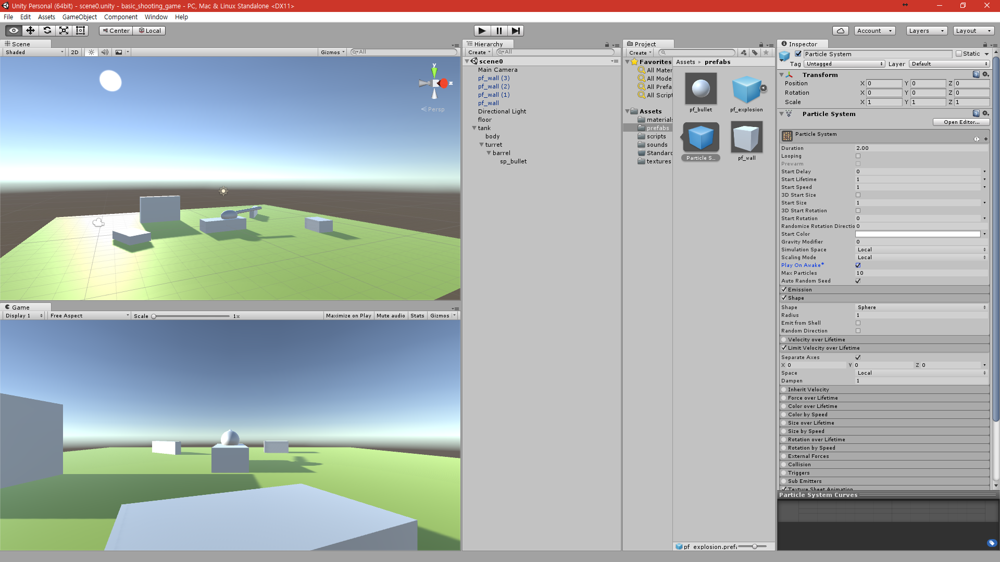 Unity Personal (64bit) - scene0.unity - basic_shooting_game - PC, Mac & Linux Standalone <DX11>
File Edit Assets GameObject Component Window Help
Center Local
Account Layers Layout
Scene
Shaded 2D Gizmos All
y
z
Persp
Game
Display 1 Free Aspect Scale 1x Maximize on Play Mute audio Stats Gizmos
Hierarchy
Create All
scene0
Main Camera
pf_wall (3)
pf_wall (2)
pf_wall (1)
pf_wall
Directional Light
floor
tank
body
turret
barrel
sp_bullet
Project
Create
Favorites
All Mater
All Mode
All Prefa
All Script
Assets
materials
prefabs
scripts
sounds
Standard
textures
Assets prefabs
pf_bullet pf_explosion
Particle S... pf_wall
pf_explosion.prefa
Inspector
Particle System Static
Tag Untagged Layer Default
Transform
Position X 0 Y 0 Z 0
Rotation X 0 Y 0 Z 0
Scale X 1 Y 1 Z 1
Particle System
Open Editor...
Particle System
Duration 2.00
Looping
Prewarm
Start Delay 0
Start Lifetime 1
Start Speed 1
3D Start Size
Start Size 1
3D Start Rotation
Start Rotation 0
Randomize Rotation Directio 0
Start Color
Gravity Modifier 0
Simulation Space Local
Scaling Mode Local
Play On Awake*
Max Particles 10
Auto Random Seed
Emission
Shape
Shape Sphere
Radius 1
Emit from Shell
Random Direction
Velocity over Lifetime
Limit Velocity over Lifetime
Separate Axes
X 0 Y 0 Z 0
Space Local
Dampen 1
Inherit Velocity
Force over Lifetime
Color over Lifetime
Color by Speed
Size over Lifetime
Size by Speed
Rotation over Lifetime
Rotation by Speed
External Forces
Collision
Triggers
Sub Emitters
Texture Sheet Animation
Particle System Curves